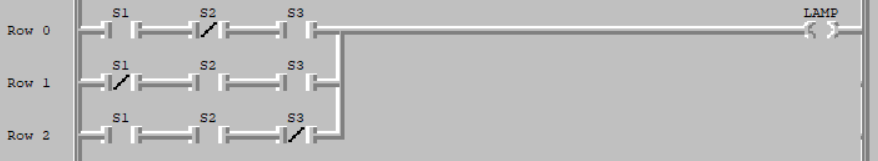 S1 S2 S3 LAMP
Row 0
S1 S2 S3
Row 1
S1 S2 S3
Row 2